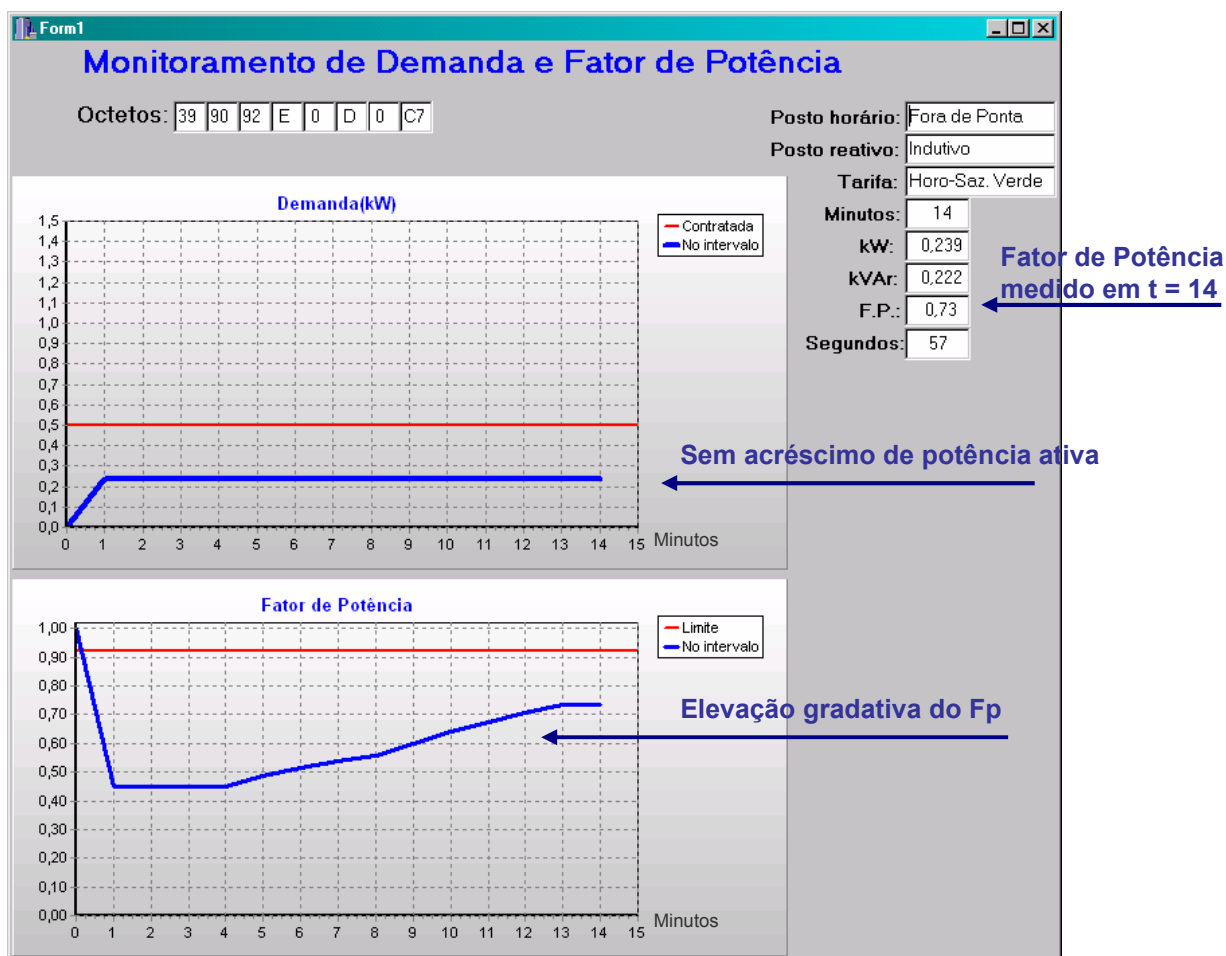 Form1
Monitoramento de Demanda e Fator de Potência
Octetos: 39 90 92 E 0 D 0 C7
Posto horário: Fora de Ponta
Posto reativo: Indutivo
Tarifa: Horo-Saz. Verde
Minutos: 14
kW: 0,239
kVAr: 0,222
F.P.: 0,73
Segundos: 57
Fator de Potência
medido em t = 14
Demanda(kW)
Contratada
No intervalo
1,5
1,4
1,3
1,2
1,1
1,0
0,9
0,8
0,7
0,6
0,5
0,4
0,3
0,2
0,1
0,0
0 1 2 3 4 5 6 7 8 9 10 11 12 13 14 15 Minutos
Sem acréscimo de potência ativa
Fator de Potência
Limite
No intervalo
1,00
0,90
0,80
0,70
0,60
0,50
0,40
0,30
0,20
0,10
0,00
0 1 2 3 4 5 6 7 8 9 10 11 12 13 14 15 Minutos
Elevação gradativa do Fp